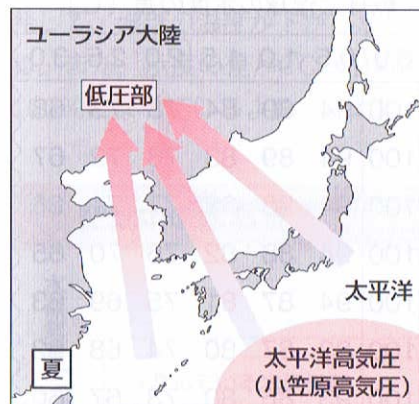 ユーラシア大陸
低圧部
太平洋
夏
太平洋高気圧
(小笠原高気圧)